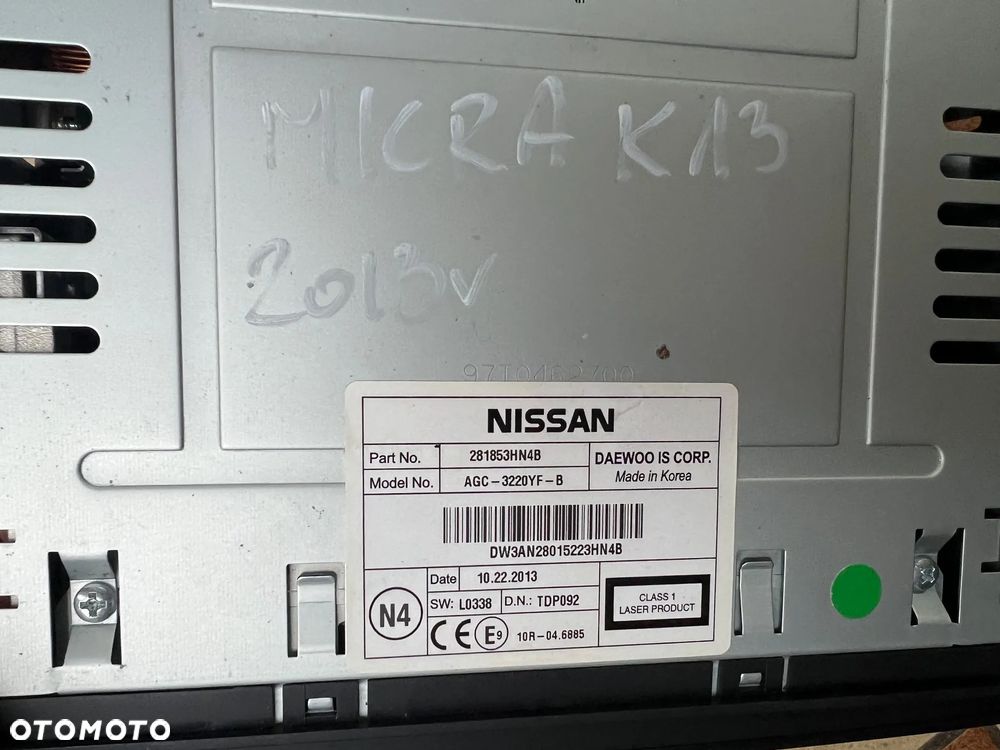 MICRA K13
2013r
97T0462700
NISSAN
Part No. 281853HN4B
DAEWOO IS CORP.
Made in Korea
Model No. AGC-3220YF-B
DW3AN28015223HN4B
N4
Date 10.22.2013
SW: L0338 D.N.: TDP092
CE E9 10R-04.6885
CLASS 1
LASER PRODUCT
OTOMOTO